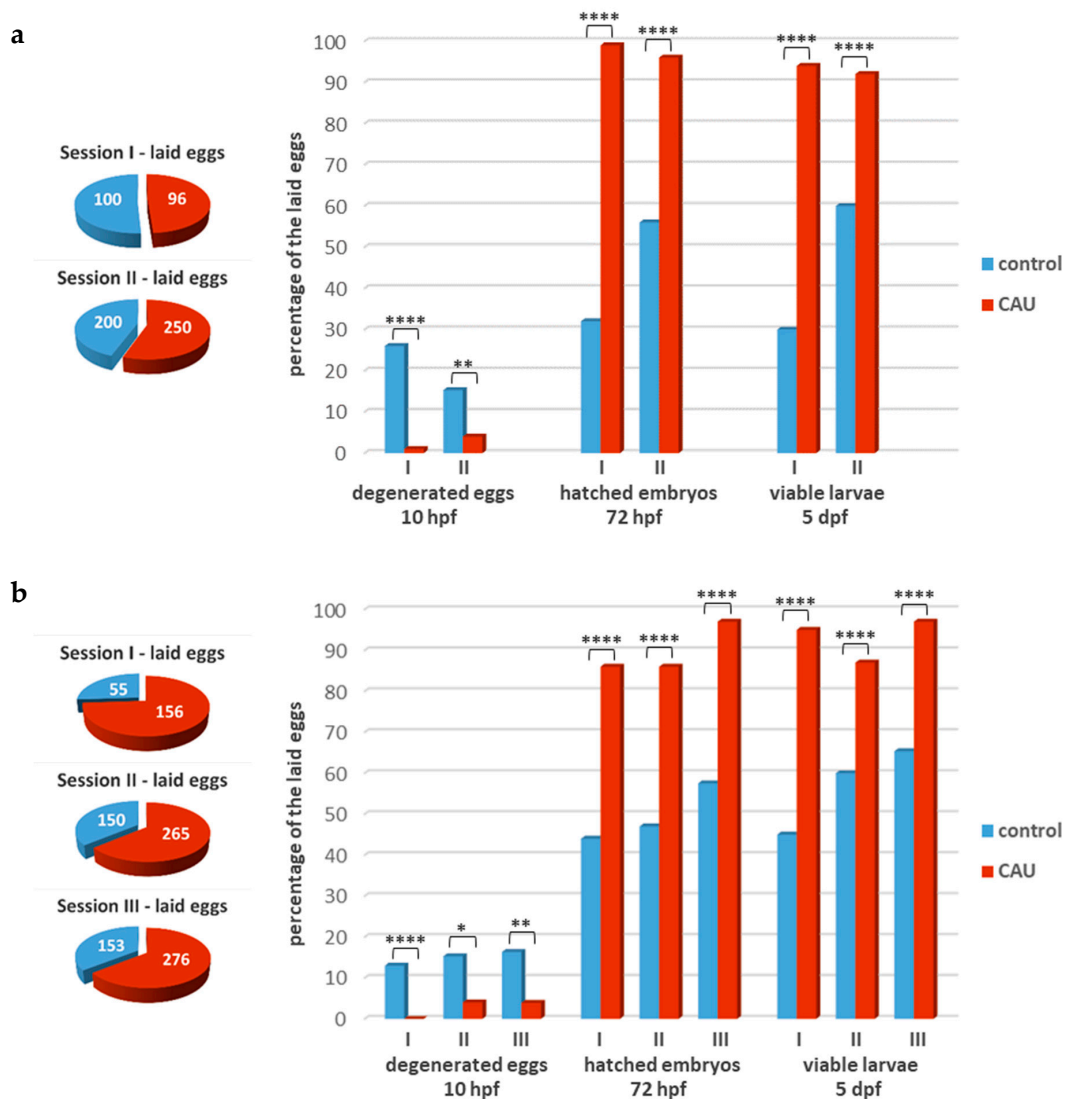 a
Session I - laid eggs
100
96
Session II - laid eggs
200
250
percentage of the laid eggs
100
90
80
70
60
50
40
30
20
10
0
**** ** **** **** **** ****
I II I II I II
degenerated eggs hatched embryos viable larvae
10 hpf 72 hpf 5 dpf
control
CAU
b
Session I - laid eggs
55
156
Session II - laid eggs
150
265
Session III - laid eggs
153
276
percentage of the laid eggs
100
90
80
70
60
50
40
30
20
10
0
**** * ** **** **** **** **** **** ****
I II III I II III I II III
degenerated eggs hatched embryos viable larvae
10 hpf 72 hpf 5 dpf
control
CAU